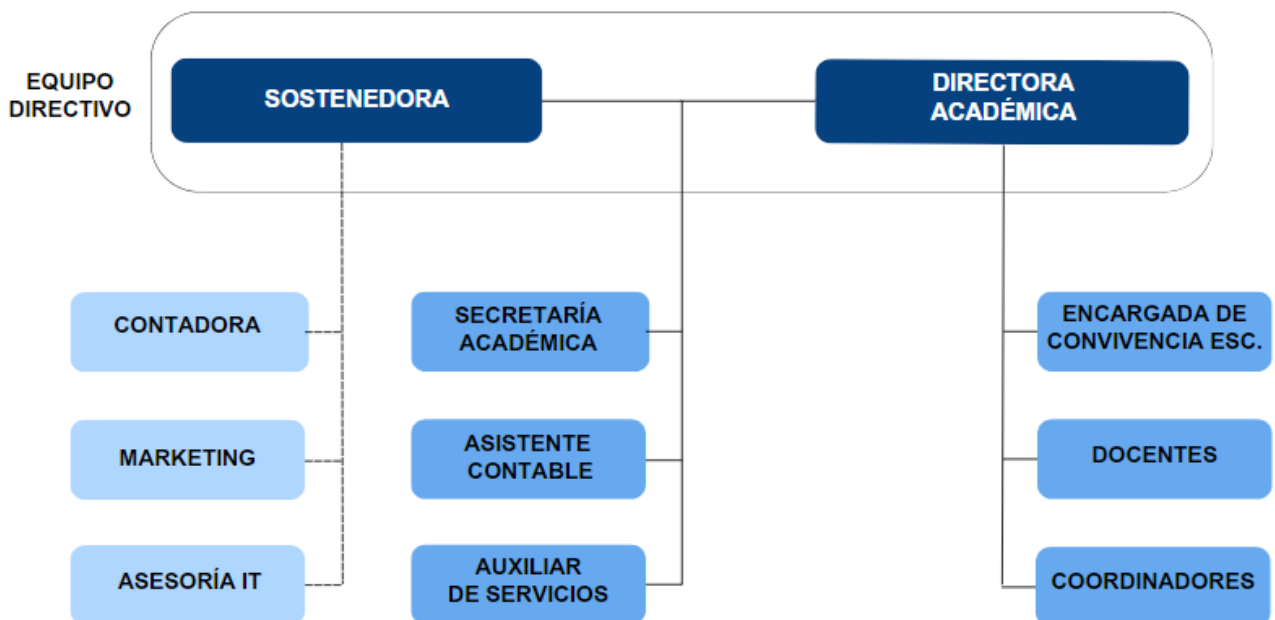 EQUIPO
DIRECTIVO
SOSTENEDORA
DIRECTORA
ACADÉMICA
CONTADORA
SECRETARÍA
ACADÉMICA
ENCARGADA DE
CONVIVENCIA ESC.
MARKETING
ASISTENTE
CONTABLE
DOCENTES
ASESORÍA IT
AUXILIAR
DE SERVICIOS
COORDINADORES